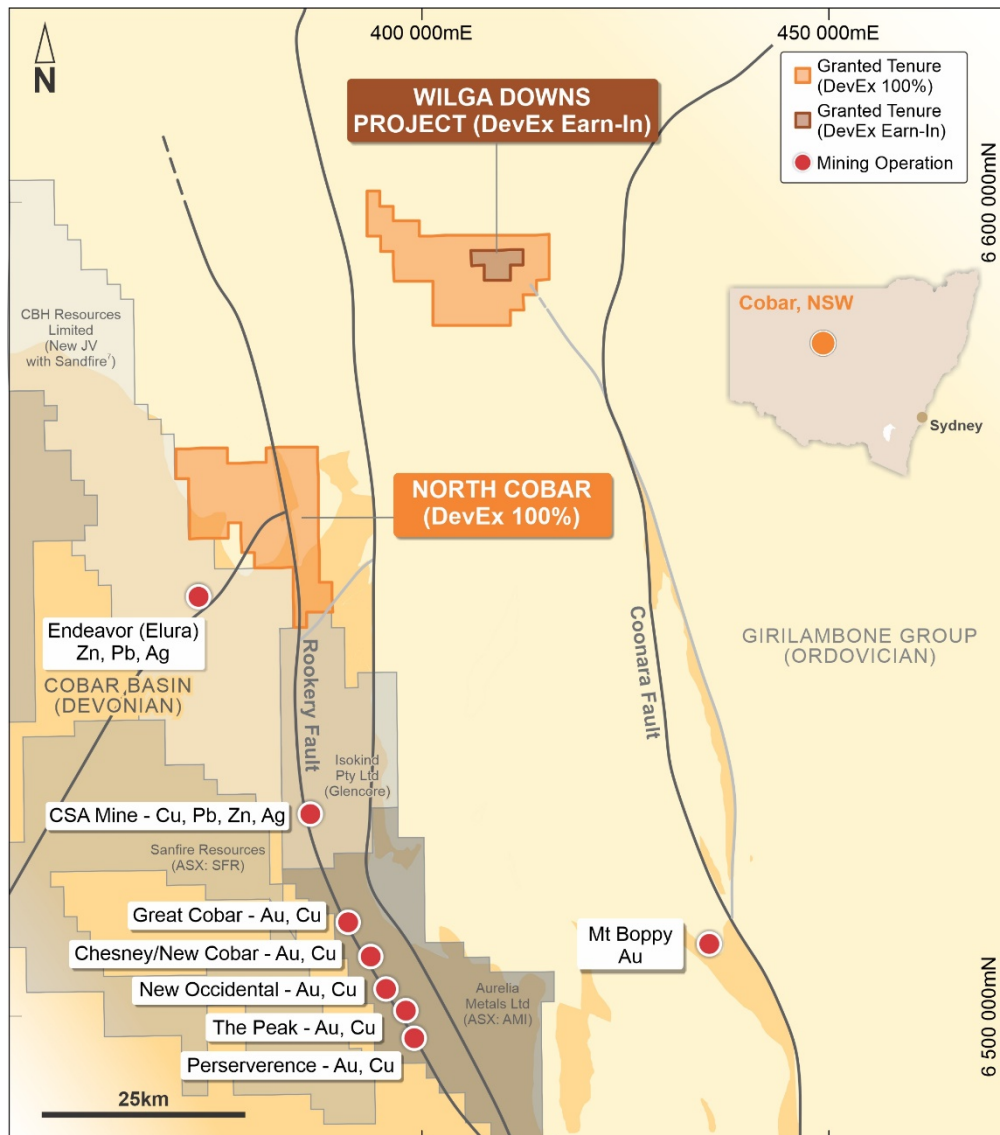 400 000mE
450 000mE
N
WILGA DOWNS
PROJECT (DevEx Earn-In)
Granted Tenure
(DevEx 100%)
Granted Tenure
(DevEx Earn-In)
Mining Operation
6 600 000mN
Cobar, NSW
Sydney
CBH Resources
Limited
(New JV
with Sandfire⁷)
NORTH COBAR
(DevEx 100%)
Endeavor (Elura)
Zn, Pb, Ag
COBAR BASIN
(DEVONIAN)
Rookery Fault
Coonara Fault
GIRILAMBONE GROUP
(ORDOVICIAN)
Isokind
Pty Ltd
(Glencore)
CSA Mine - Cu, Pb, Zn, Ag
Sanfire Resources
(ASX: SFR)
Great Cobar - Au, Cu
Chesney/New Cobar - Au, Cu
New Occidental - Au, Cu
The Peak - Au, Cu
Perserverence - Au, Cu
Aurelia
Metals Ltd
(ASX: AMI)
Mt Boppy
Au
6 500 000mN
25km